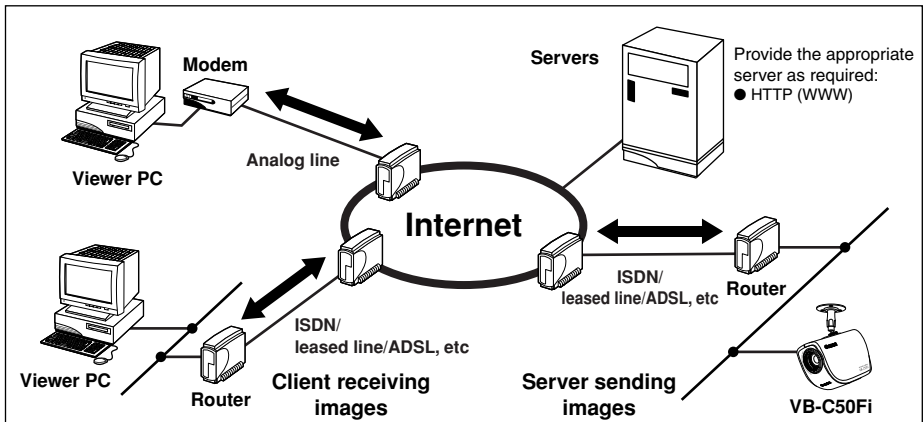 Modem
Servers
Provide the appropriate
server as required:
● HTTP (WWW)
Analog line
Viewer PC
Internet
ISDN/
leased line/ADSL, etc
Router
ISDN/
leased line/ADSL, etc
Viewer PC
Router
Client receiving
images
Server sending
images
VB-C50Fi